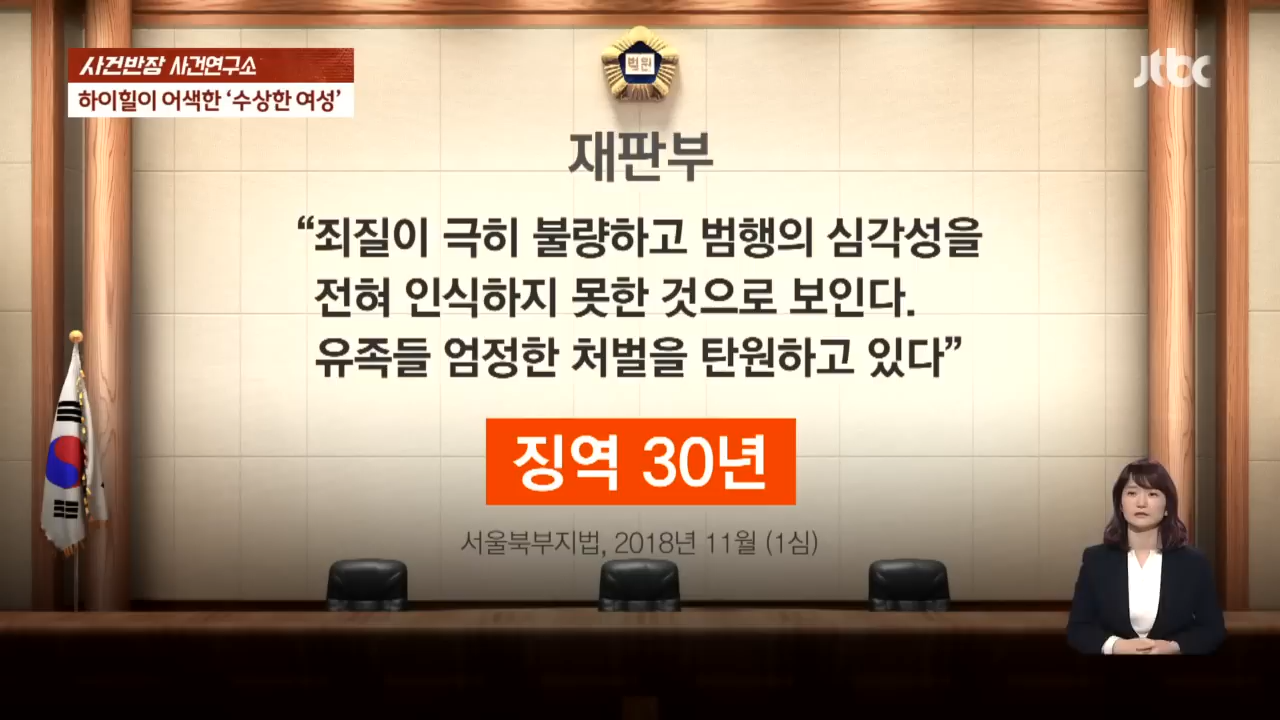 사건반장 사건연구소
하이힐이 어색한 ‘수상한 여성’
jtbc
법원
재판부
“죄질이 극히 불량하고 범행의 심각성을
전혀 인식하지 못한 것으로 보인다.
유족들 엄정한 처벌을 탄원하고 있다”
징역 30년
서울북부지법, 2018년 11월 (1심)